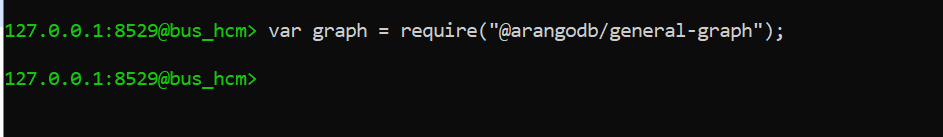 127.0.0.1:8529@bus_hcm> var graph = require("@arangodb/general-graph");
127.0.0.1:8529@bus_hcm>